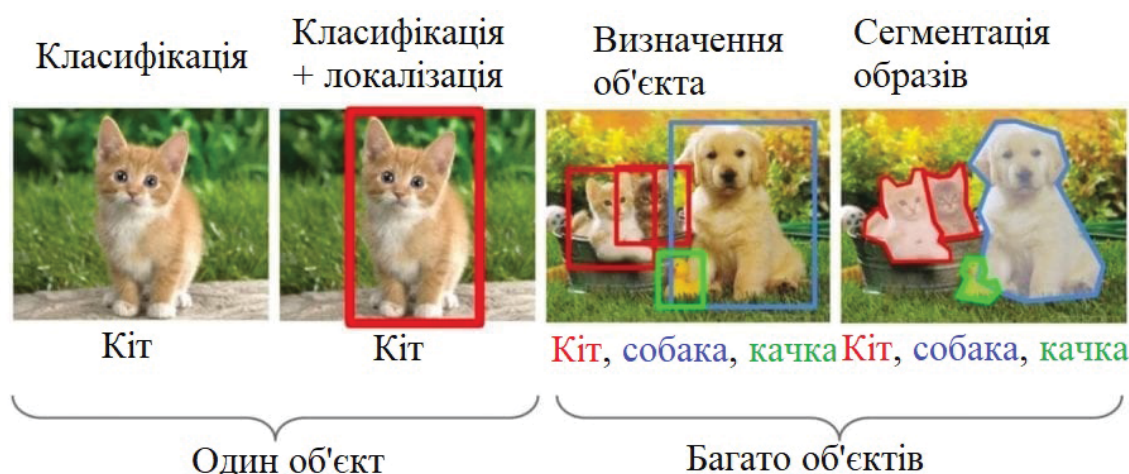 Класифікація
Класифікація
+ локалізація
Визначення
об'єкта
Сегментація
образів
Кіт
Кіт
Кіт, собака, качка
Кіт, собака, качка
Один об'єкт
Багато об'єктів